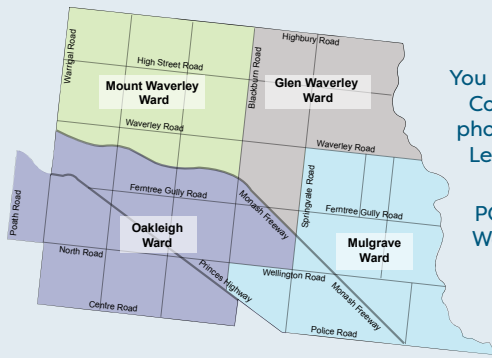 Highbury Road
Warrigal Road
High Street Road
Blackburn Road
Mount Waverley
Ward
Glen Waverley
Ward
Waverley Road
Waverley Road
Ferntree Gully Road
Monash Freeway
Springvale Road
Ferntree Gully Road
Poath Road
Oakleigh
Ward
Mulgrave
Ward
North Road
Princes Highway
Wellington Road
Monash Freeway
Centre Road
Police Road
You